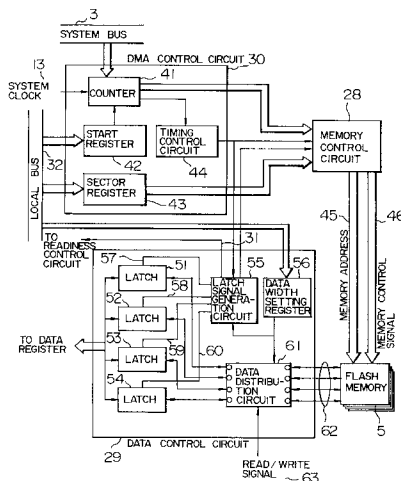 3
SYSTEM BUS
13
SYSTEM CLOCK
DMA CONTROL CIRCUIT 30
41
COUNTER
28
MEMORY CONTROL CIRCUIT
START REGISTER
42
TIMING CONTROL CIRCUIT
44
LOCAL BUS
32
SECTOR REGISTER
43
45
46
MEMORY ADDRESS
MEMORY CONTROL SIGNAL
TO READINESS CONTROL CIRCUIT
31
57
51
LATCH
58
52
LATCH
53
LATCH
59
54
LATCH
60
55
LATCH SIGNAL GENERATION CIRCUIT
56
DATA WIDTH SETTING REGISTER
TO DATA REGISTER
61
DATA DISTRIBUTION CIRCUIT
62
FLASH MEMORY
5
29
DATA CONTROL CIRCUIT
READ/WRITE SIGNAL
63